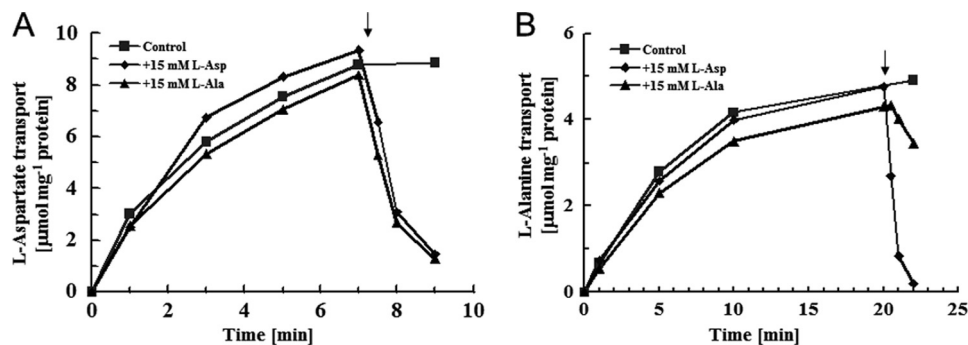 A
L-Aspartate transport
[µmol mg⁻¹ protein]
10
8
6
4
2
0
Control
+15 mM L-Asp
+15 mM L-Ala
0 2 4 6 8 10
Time [min]
B
L-Alanine transport
[µmol mg⁻¹ protein]
6
4
2
0
Control
+15 mM L-Asp
+15 mM L-Ala
0 5 10 15 20 25
Time [min]